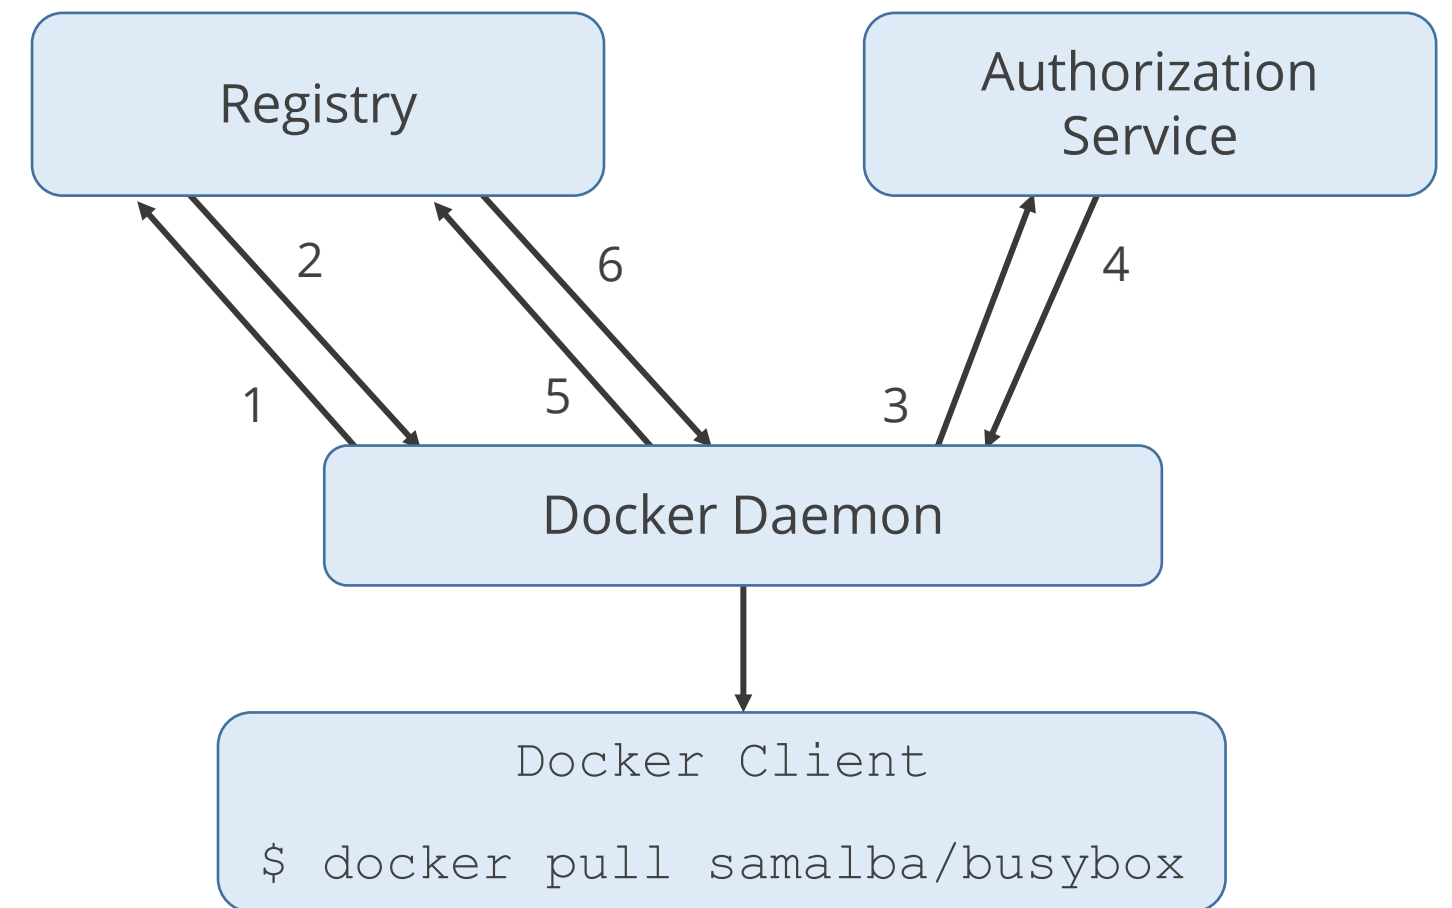 Registry
Authorization
Service
2
6
4
1
5
3
Docker Daemon
Docker Client
$ docker pull samalba/busybox